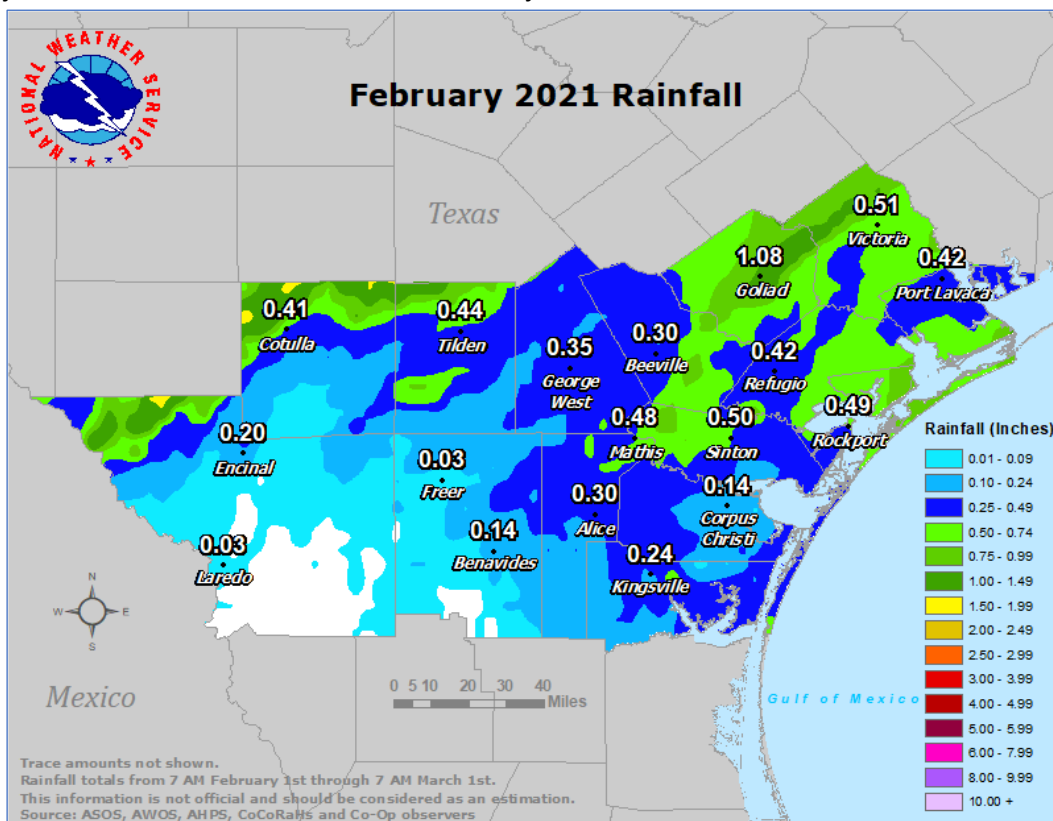 NATIONAL WEATHER SERVICE
February 2021 Rainfall
Texas
0.51
Victoria
1.08
Goliad
0.42
Port Lavaca
0.41
Cotulla
0.44
Tilden
0.35
George
West
0.30
Beeville
0.42
Refugio
0.49
Rockport
0.20
Encinal
0.48
Mathis
0.50
Sinton
0.03
Freer
0.30
Alice
0.14
Corpus
Christi
0.03
Laredo
0.14
Benavides
0.24
Kingsville
Rainfall (Inches)
0.01 - 0.09
0.10 - 0.24
0.25 - 0.49
0.50 - 0.74
0.75 - 0.99
1.00 - 1.49
1.50 - 1.99
2.00 - 2.49
2.50 - 2.99
3.00 - 3.99
4.00 - 4.99
5.00 - 5.99
6.00 - 7.99
8.00 - 9.99
10.00 +
N
W E
S
Mexico
0 5 10 20 30 40
Miles
Gulf of Mexico
Trace amounts not shown.
Rainfall totals from 7 AM February 1st through 7 AM March 1st.
This information is not official and should be considered as an estimation.
Source: ASOS, AWOS, AHPS, CoCoRaHs and Co-Op observers